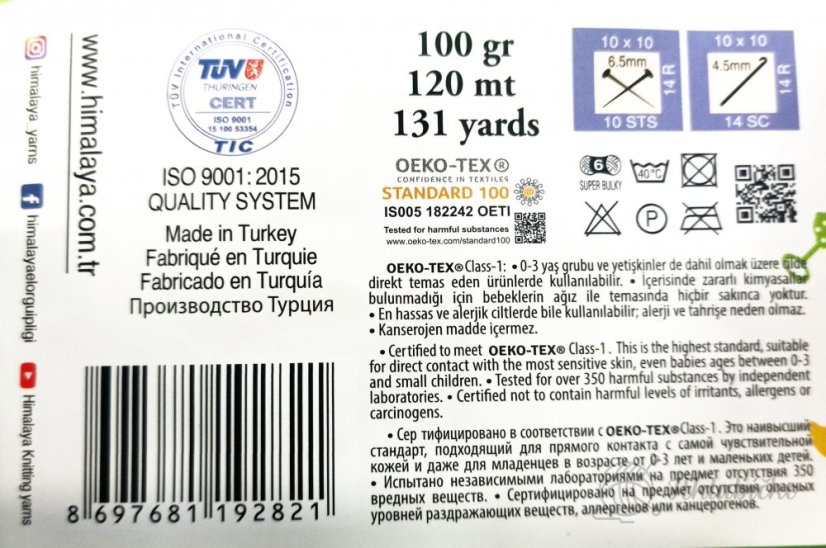 himalaya_yarns
himalayaelorguipligi
Himalaya Knitting yarns
www.himalaya.com.tr
TÜV International Certification
TÜV
THURINGEN
CERT
ISO 9001
15 100 53354
TIC
ISO 9001:2015
QUALITY SYSTEM
Made in Turkey
Fabriqué en Turquie
Fabricado en Turquía
Производство Турция
8 697681 192821
100 gr
120 mt
131 yards
10 x 10
6.5mm
14 R
10 STS
10 x 10
4.5mm
14 R
14 SC
OEKO-TEX®
CONFIDENCE IN TEXTILES
STANDARD 100
IS005 182242 OETI
Tested for harmful substances
www.oeko-tex.com/standard100
6
SUPER BULKY
40°C
P
OEKO-TEX®Class-1: • 0-3 yaş grubu ve yetişkinler de dahil olmak üzere cilde
direkt temas eden ürünlerde kullanılabilir. • İçerisinde zararlı kimyasallar
bulunmadığı için bebeklerin ağız ile temasında hiçbir sakınca yoktur.
• En hassas ve alerjik ciltlerde bile kullanılabilir; alerji ve tahrişe neden olmaz.
• Kanserojen madde içermez.
• Certified to meet OEKO-TEX® Class-1. This is the highest standard, suitable
for direct contact with the most sensitive skin, even babies ages between 0-3
and small children. • Tested for over 350 harmful substances by independent
laboratories. • Certified not to contain harmful levels of irritants, allergens or
carcinogens.
• Сер тифицировано в соответствии с OEKO-TEX®Class-1. Это наивысший
стандарт, подходящий для прямого контакта с самой чувствительной
кожей и даже для младенцев в возрасте от 0-3 лет и маленьких детей.
• Испытано независимыми лабораториями на предмет отсутствия 350
вредных веществ. • Сертифицировано на предмет отсутствия опасных
уровней раздражающих веществ, аллергенов или канцерогенов.